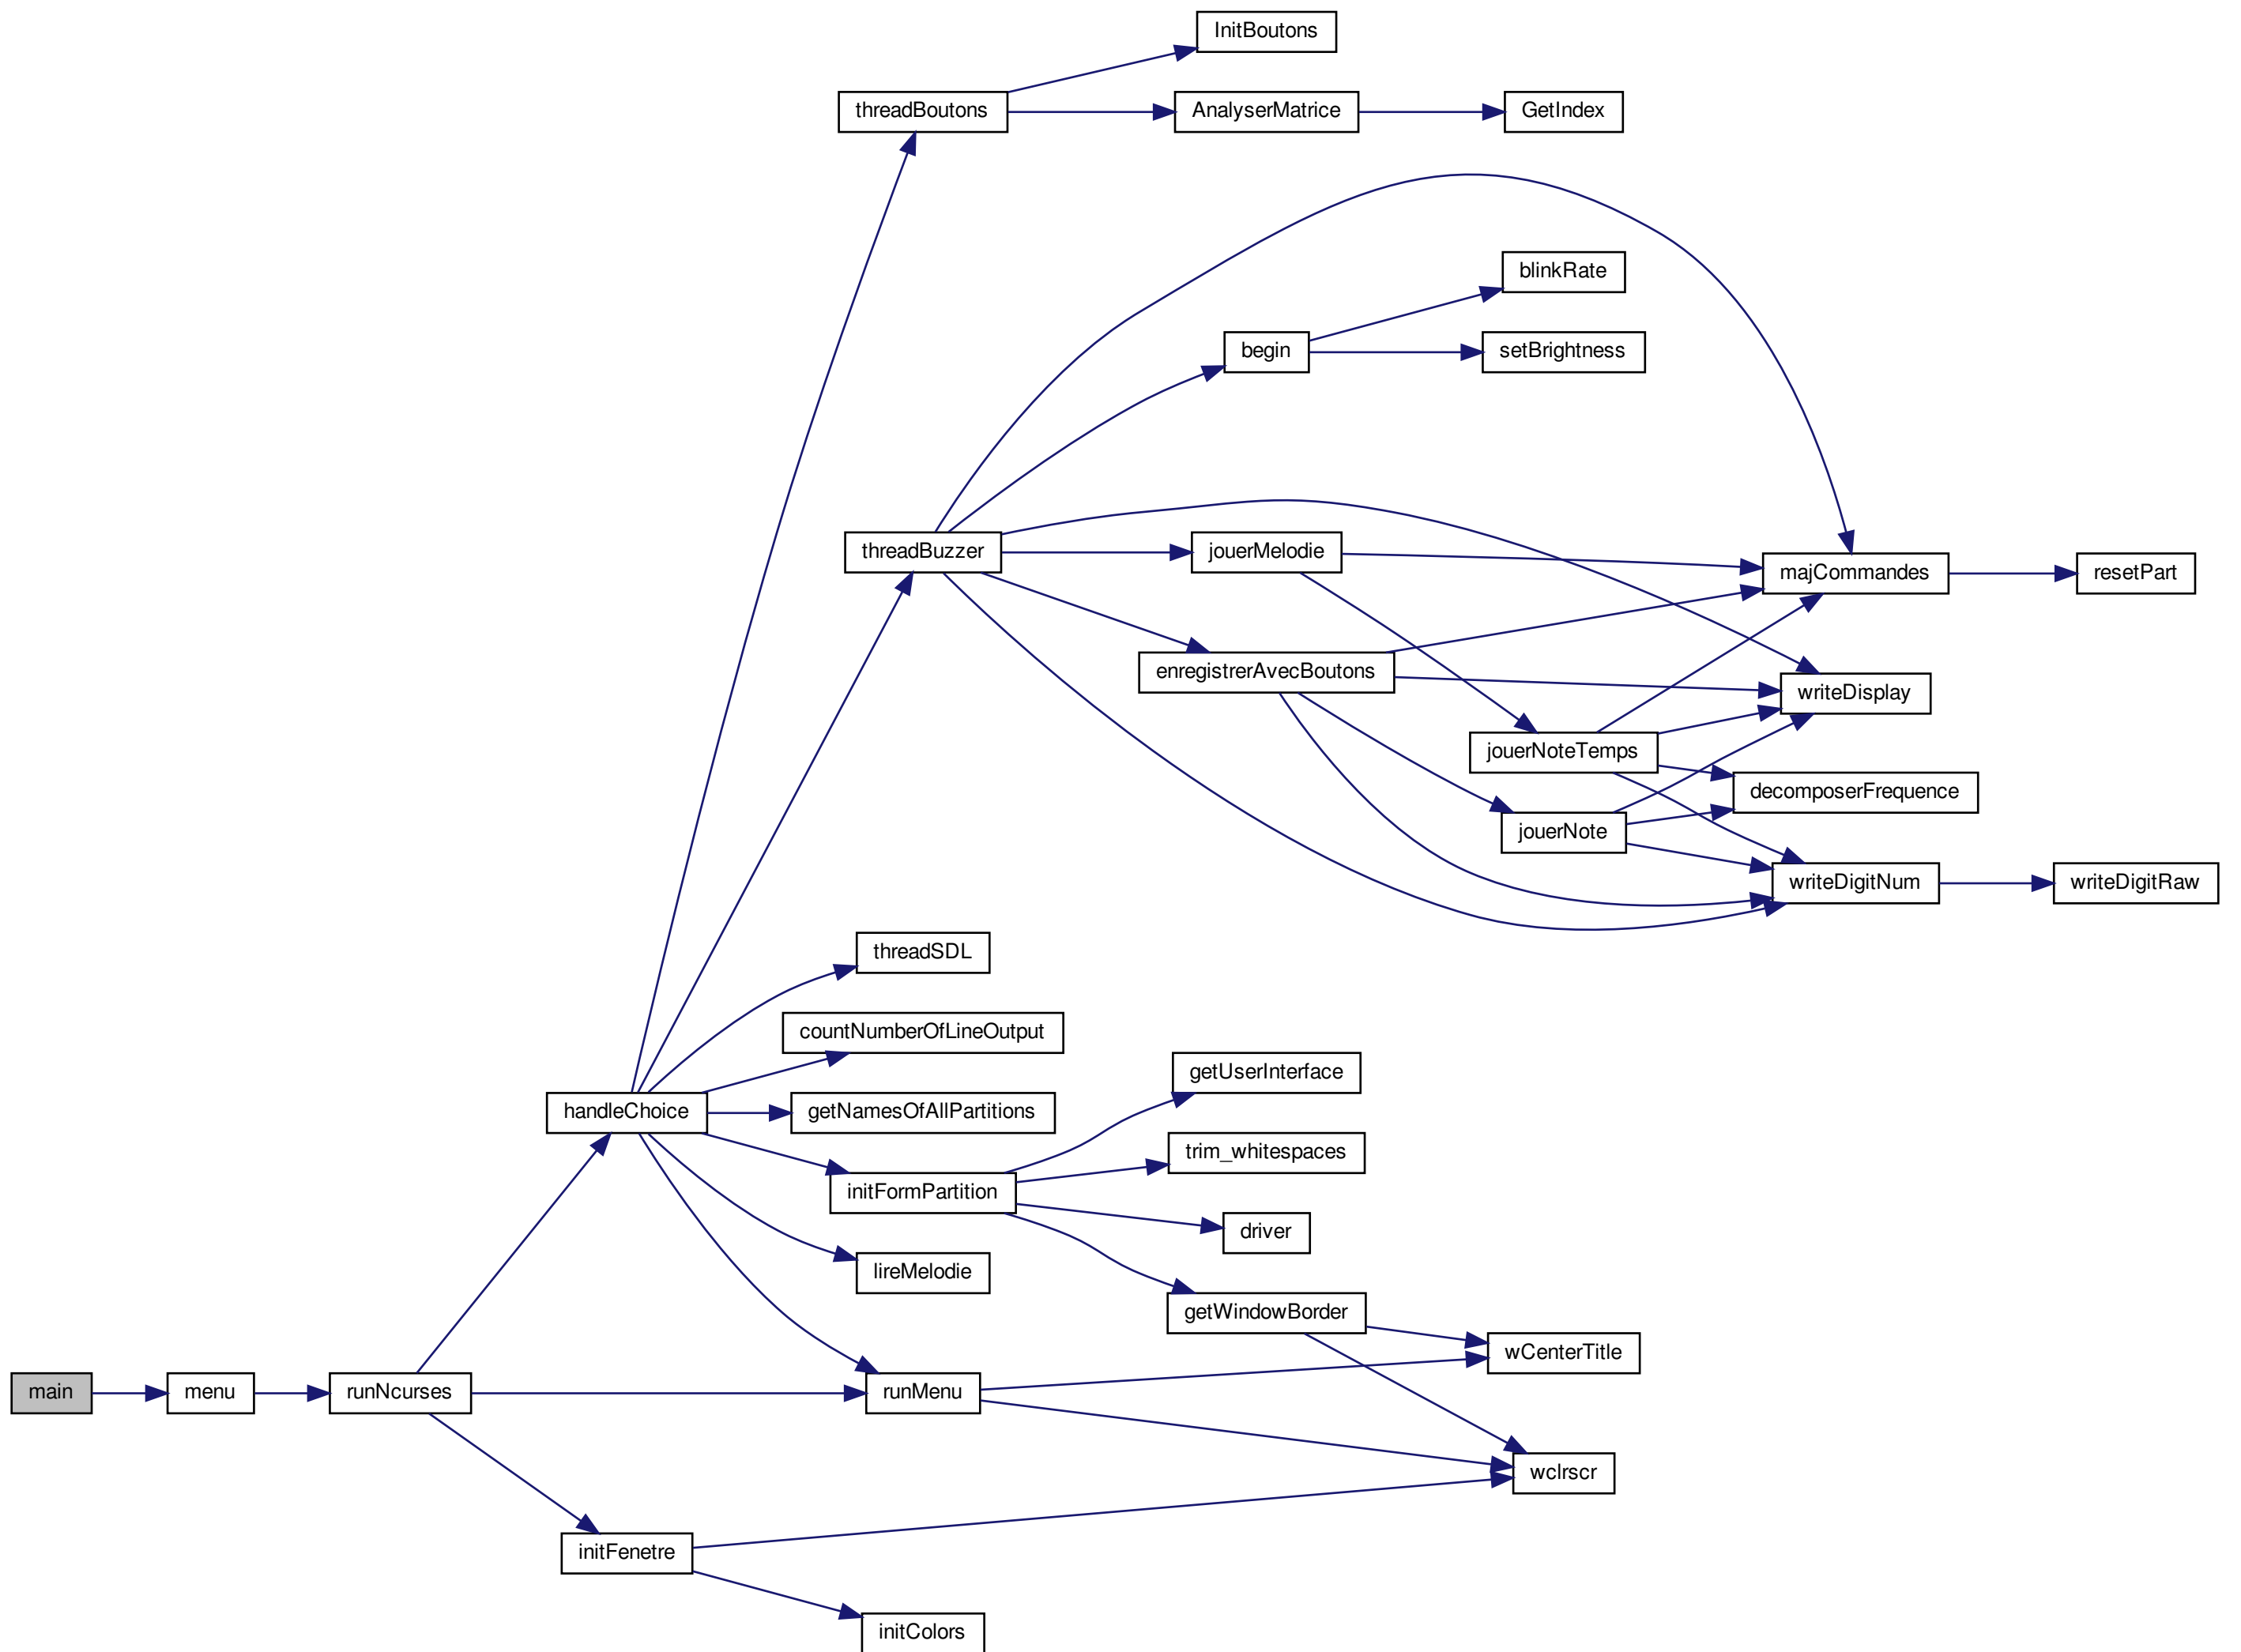 InitBoutons
threadBoutons
AnalyserMatrice
GetIndex
blinkRate
begin
setBrightness
threadBuzzer
jouerMelodie
majCommandes
resetPart
enregistrerAvecBoutons
writeDisplay
jouerNoteTemps
decomposerFrequence
jouerNote
writeDigitNum
writeDigitRaw
threadSDL
countNumberOfLineOutput
getUserInterface
handleChoice
getNamesOfAllPartitions
trim_whitespaces
initFormPartition
driver
lireMelodie
getWindowBorder
wCenterTitle
main
menu
runNcurses
runMenu
wclrscr
initFenetre
initColors